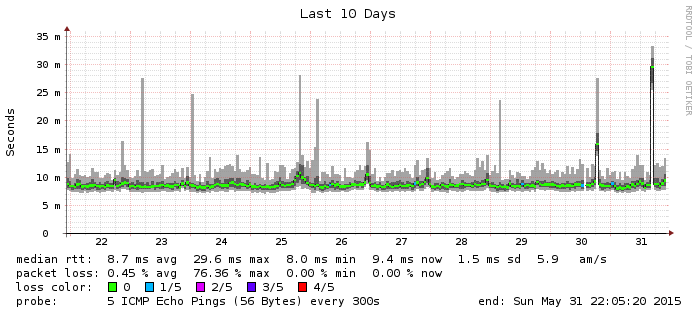 Last 10 Days
RRDTOOL / TOBI OETIKER
Seconds
35 m
30 m
25 m
20 m
15 m
10 m
5 m
0
22 23 24 25 26 27 28 29 30 31
median rtt: 8.7 ms avg 29.6 ms max 8.0 ms min 9.4 ms now 1.5 ms sd 5.9 am/s
packet loss: 0.45 % avg 76.36 % max 0.00 % min 0.00 % now
loss color: 0 1/5 2/5 3/5 4/5
probe: 5 ICMP Echo Pings (56 Bytes) every 300s end: Sun May 31 22:05:20 2015